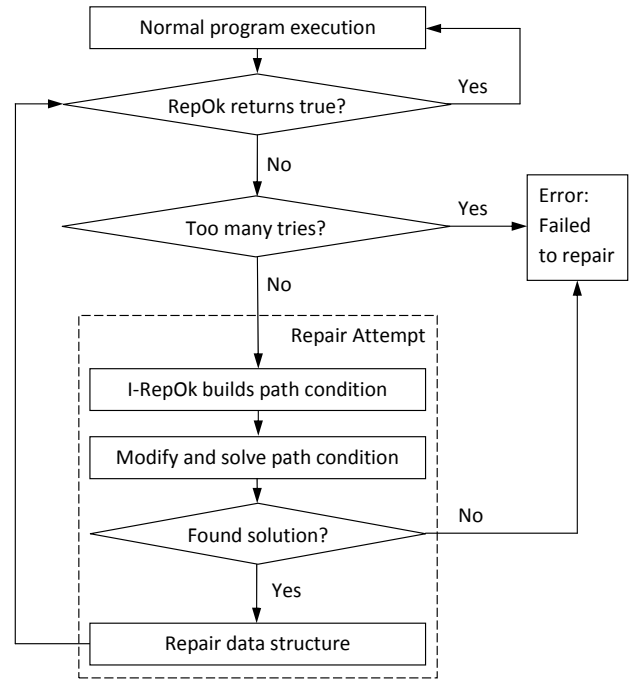 Normal program execution
Yes
RepOk returns true?
No
Too many tries?
Yes
Error:
Failed
to repair
No
Repair Attempt
I-RepOk builds path condition
Modify and solve path condition
Found solution?
No
Yes
Repair data structure